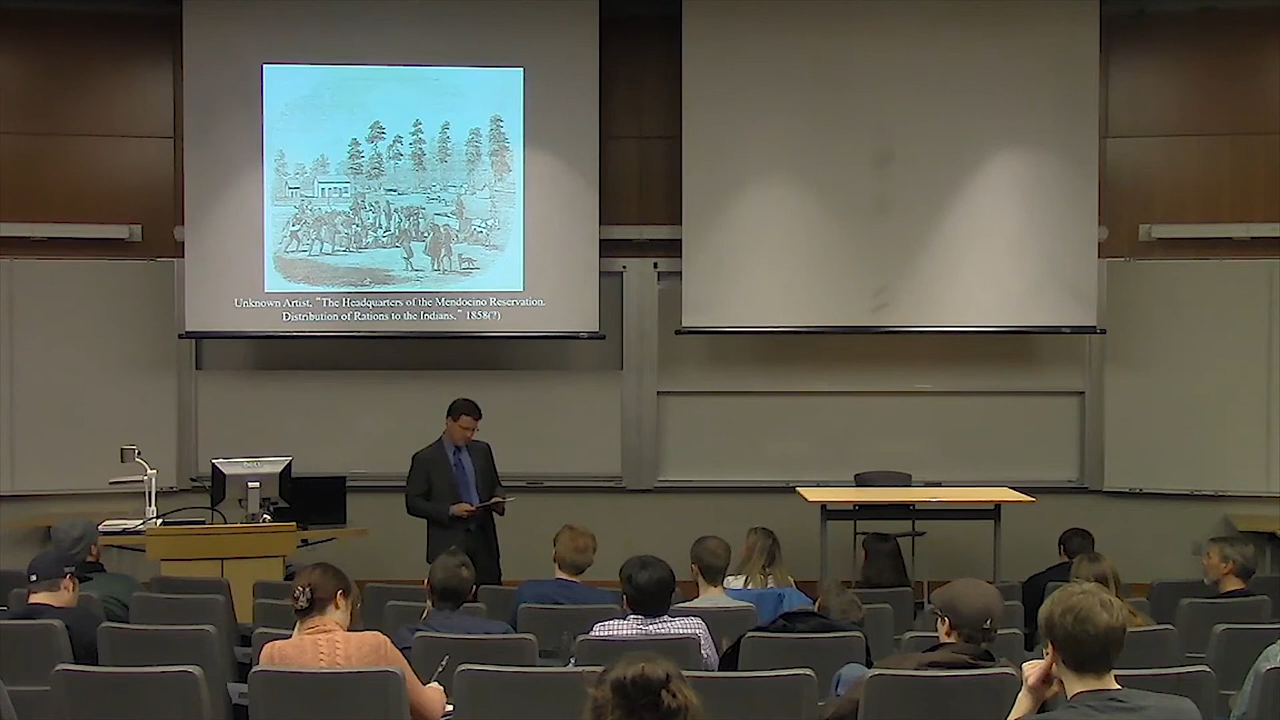 Unknown Artist, "The Headquarters of the Mendocino Reservation.
Distribution of Rations to the Indians," 1858(?)